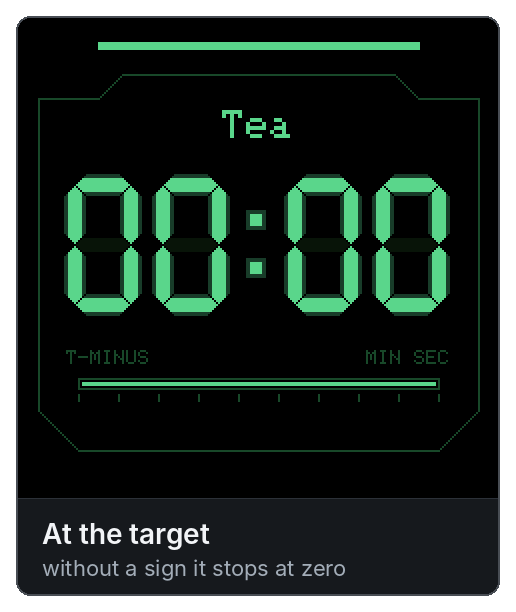 Tea
00:00
T-MINUS MIN SEC
At the target
without a sign it stops at zero